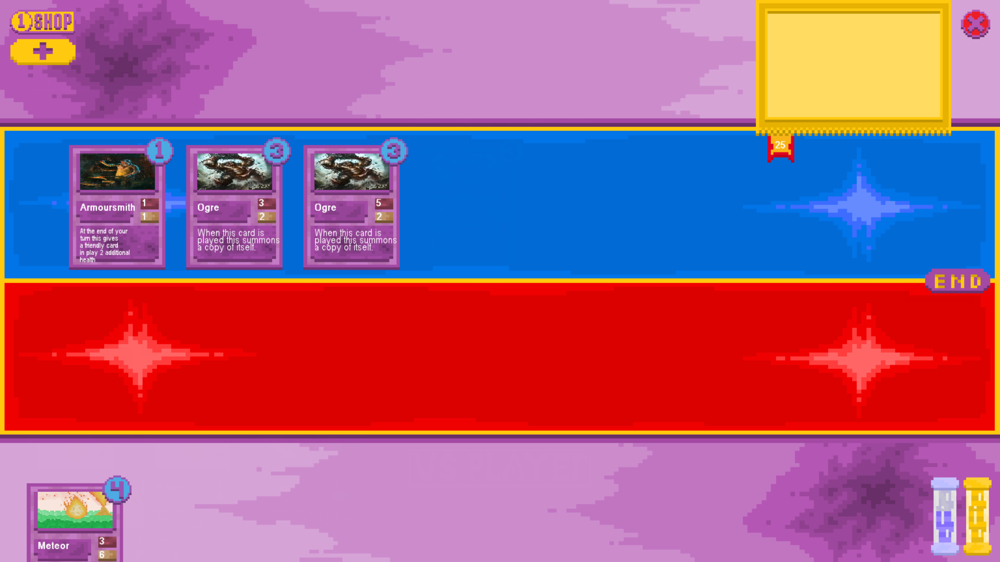 1 SHOP
25
1
3
3
Armoursmith
1
1
Ogre
3
2
Ogre
5
2
At the end of your
turn this gives
a friendly card
in play 2 additional
health
When this card is
played this summons
a copy of itself.
When this card is
played this summons
a copy of itself.
END
4
Meteor
3
6